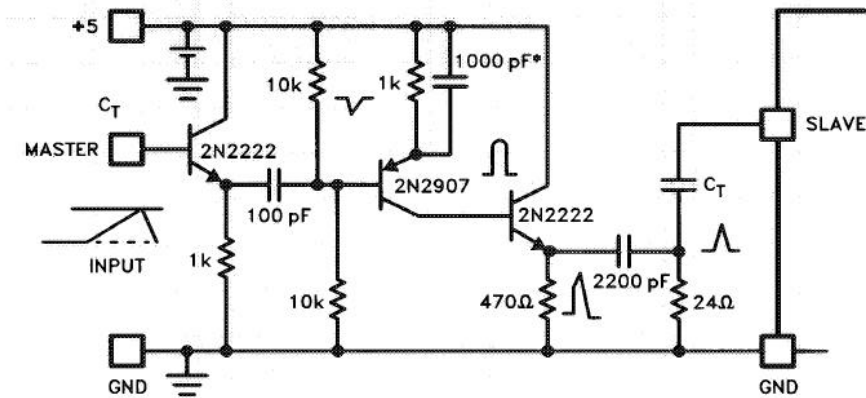 +5
10k
1k
1000 pF*
C_T
MASTER
2N2222
100 pF
2N2907
2N2222
C_T
SLAVE
INPUT
1k
10k
470Ω
2200 pF
24Ω
GND
GND